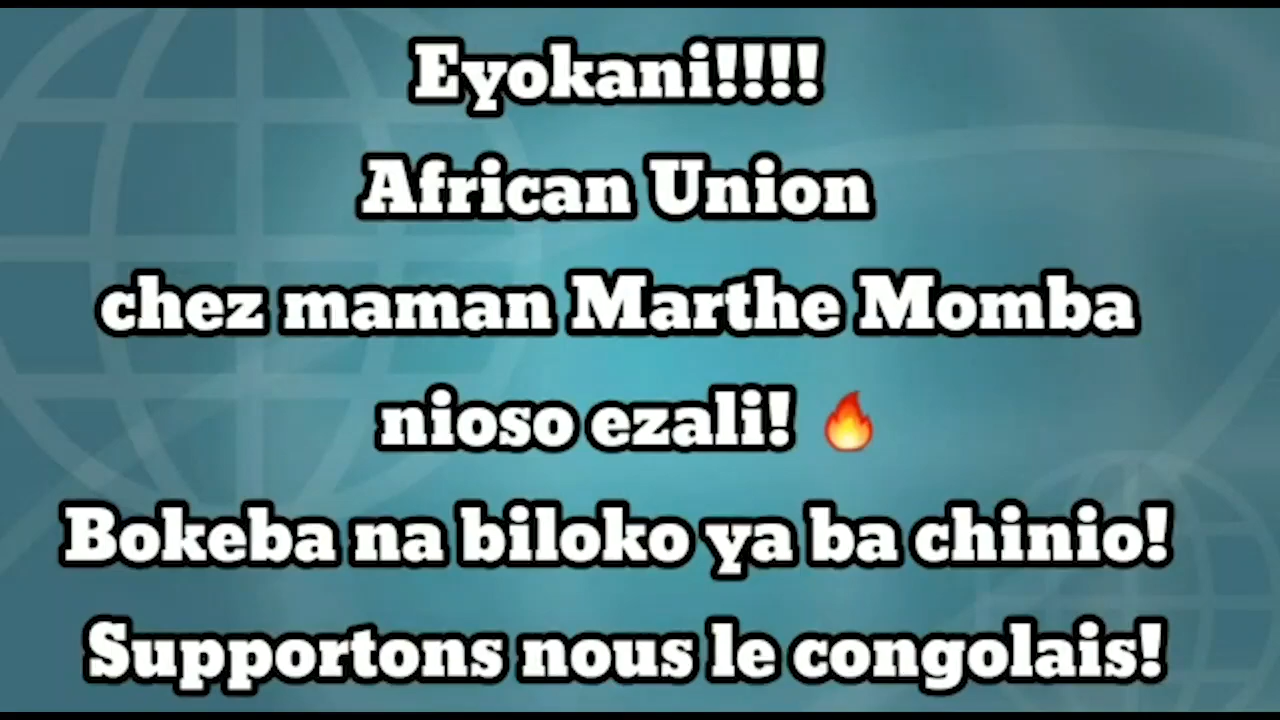 Eyokani!!!!
African Union
chez maman Marthe Momba
nioso ezali! 🔥
Bokeba na biloko ya ba chinio!
Supportons nous le congolais!